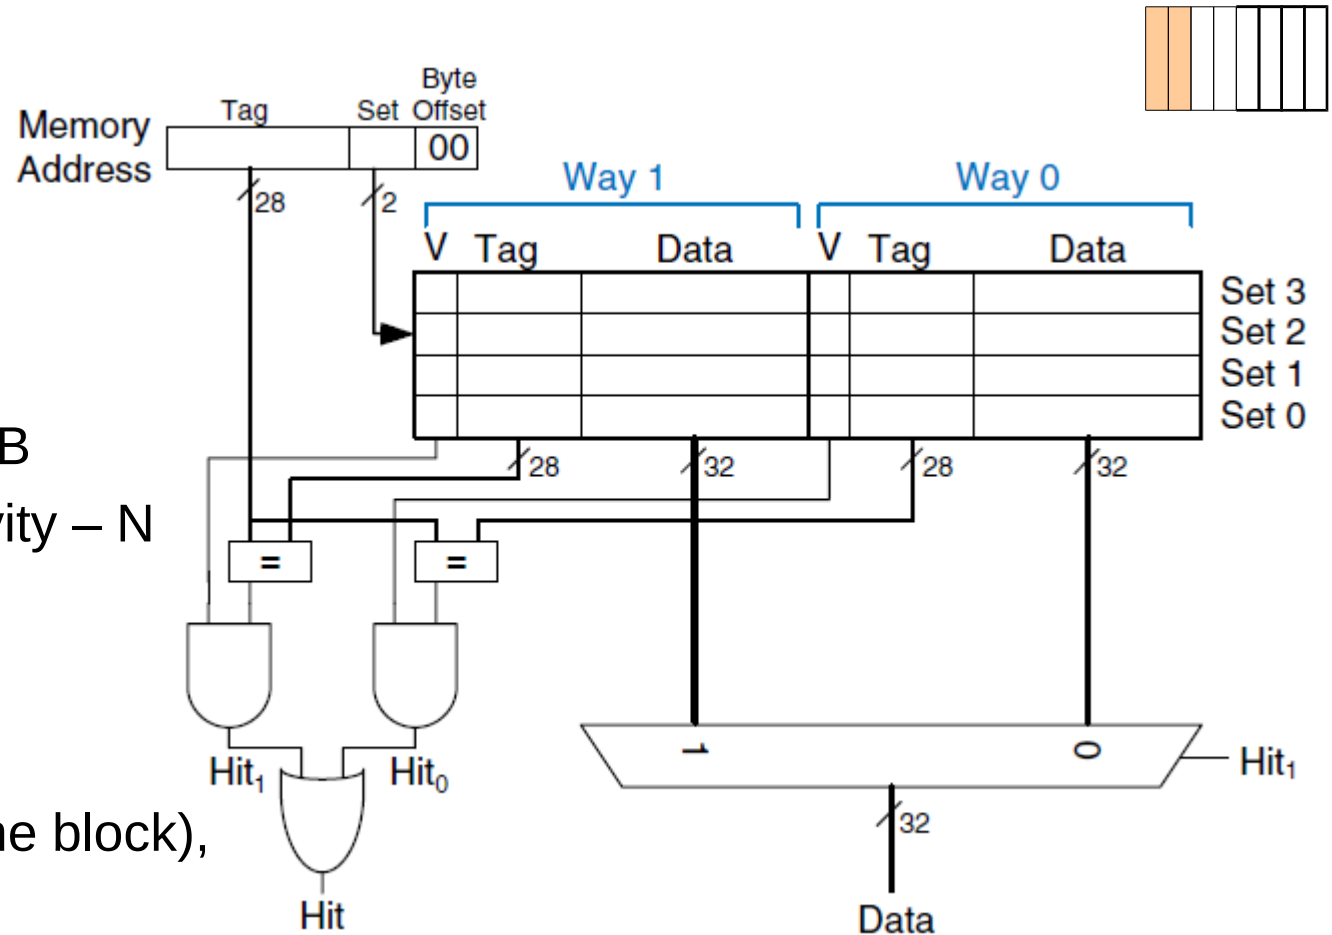 Byte
Tag Set Offset
Memory
Address
00
28 2
Way 1 Way 0
V Tag Data V Tag Data
Set 3
Set 2
Set 1
Set 0
B
28 32 28 32
vity – N
= =
1 0
Hit₁ Hit₀ Hit₁
ne block),
32
Hit Data